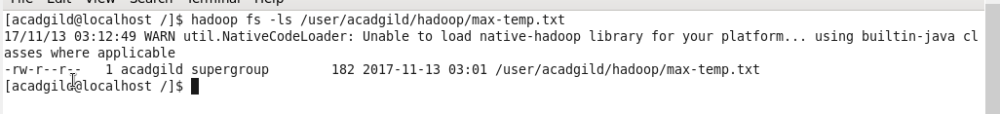 [acadgild@localhost /]$ hadoop fs -ls /user/acadgild/hadoop/max-temp.txt
17/11/13 03:12:49 WARN util.NativeCodeLoader: Unable to load native-hadoop library for your platform... using builtin-java cl
asses where applicable
-rw-r--r--   1 acadgild supergroup        182 2017-11-13 03:01 /user/acadgild/hadoop/max-temp.txt
[acadgild@localhost /]$